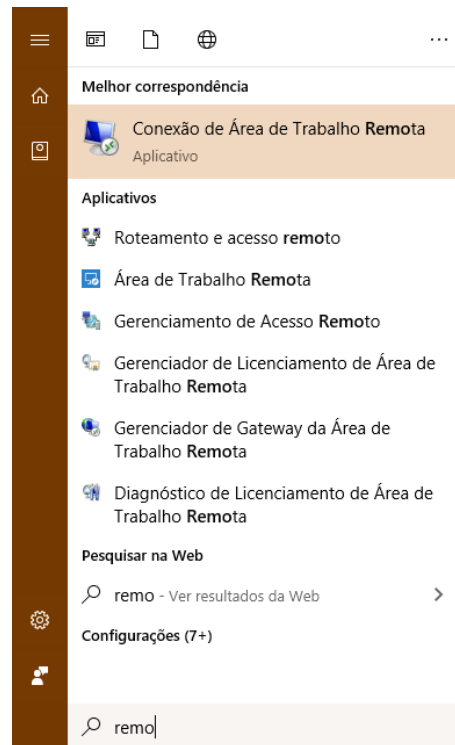 Melhor correspondência
Conexão de Área de Trabalho Remota
Aplicativo
Aplicativos
Roteamento e acesso remoto
Área de Trabalho Remota
Gerenciamento de Acesso Remoto
Gerenciador de Licenciamento de Área de
Trabalho Remota
Gerenciador de Gateway da Área de
Trabalho Remota
Diagnóstico de Licenciamento de Área de
Trabalho Remota
Pesquisar na Web
remo - Ver resultados da Web
Configurações (7+)
remo